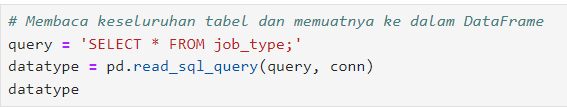 # Membaca keseluruhan tabel dan memuatnya ke dalam DataFrame
query = 'SELECT * FROM job_type;'
datatype = pd.read_sql_query(query, conn)
datatype